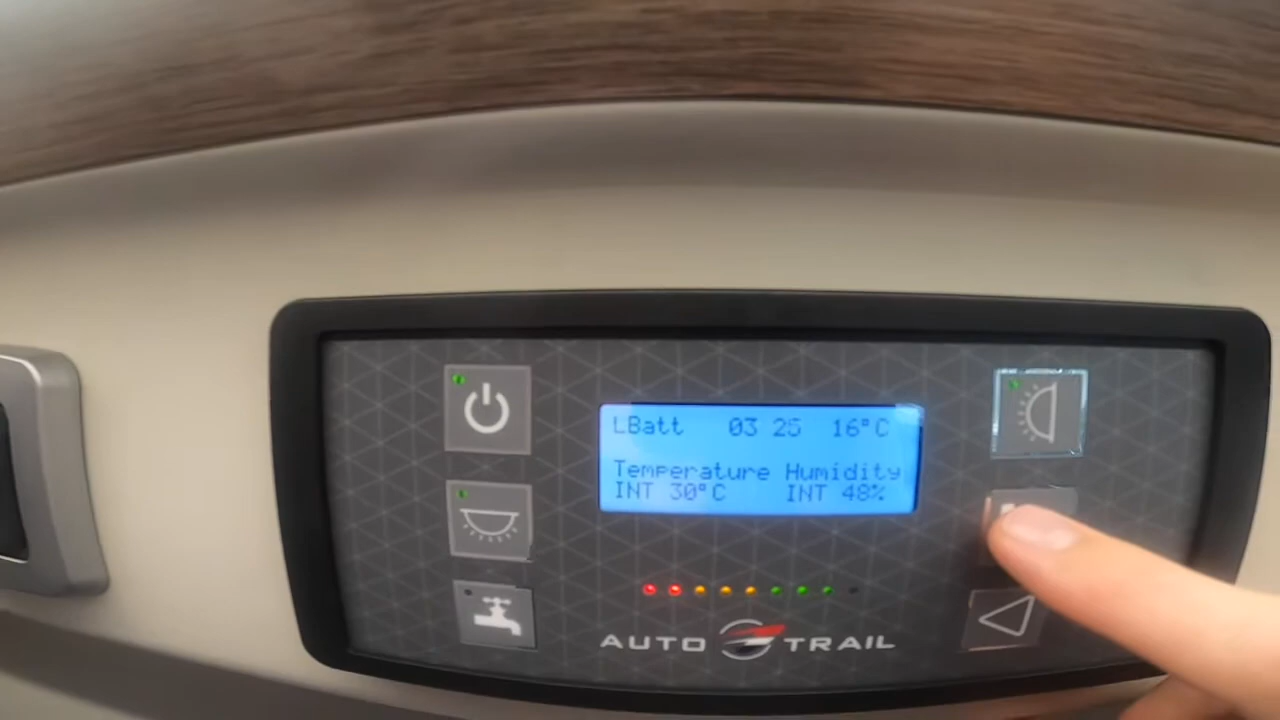 LBatt 03 25 16°C
Temperature Humidity
INT 30°C INT 48%
AUTO TRAIL